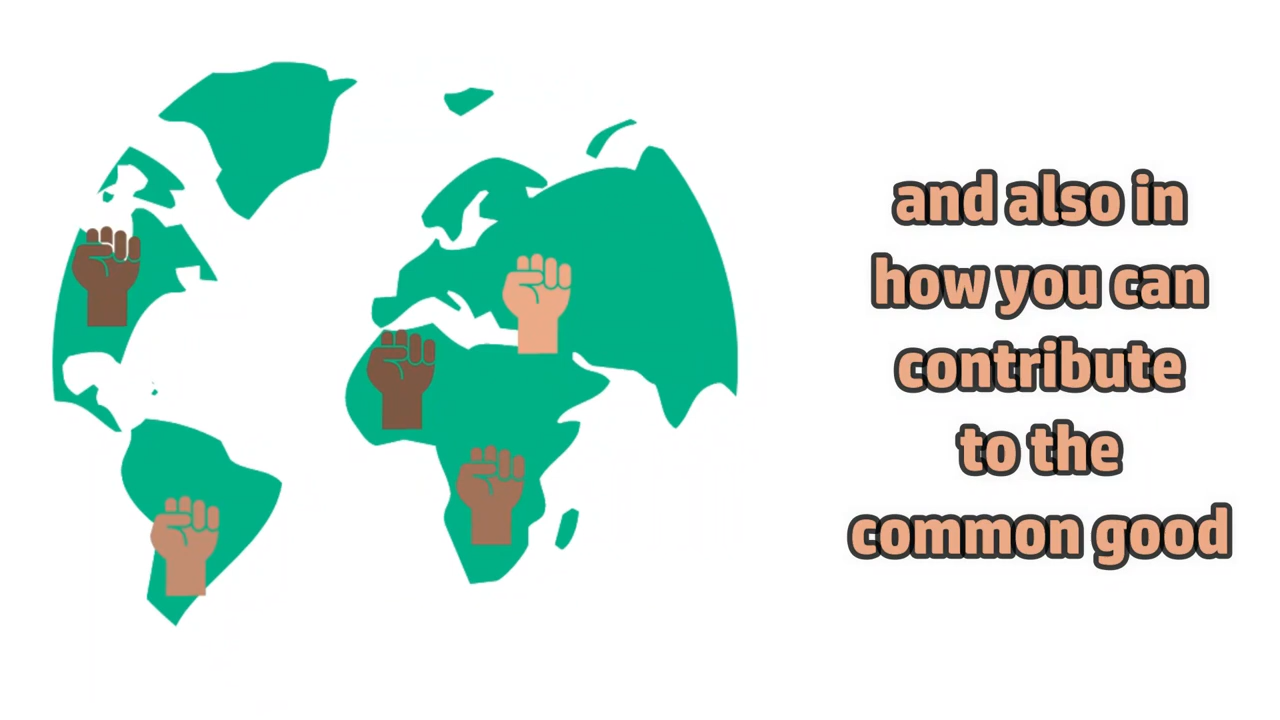 and also in
how you can
contribute
to the
common good